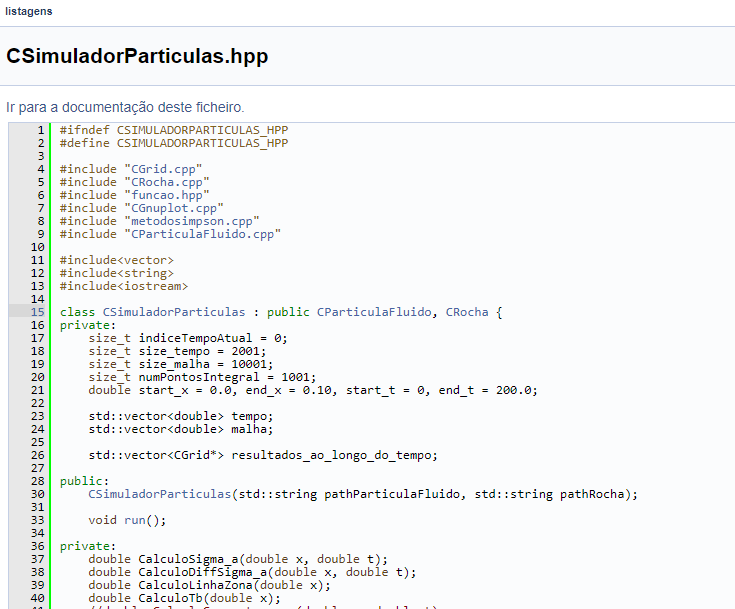 listagens
CSimuladorParticulas.hpp
Ir para a documentação deste ficheiro.
1 #ifndef CSIMULADORPARTICULAS_HPP
2 #define CSIMULADORPARTICULAS_HPP
3
4 #include "CGrid.cpp"
5 #include "CRocha.cpp"
6 #include "funcao.hpp"
7 #include "CGnuplot.cpp"
8 #include "metodosimpson.cpp"
9 #include "CParticulaFluido.cpp"
10
11 #include<vector>
12 #include<string>
13 #include<iostream>
14
15 class CSimuladorParticulas : public CParticulaFluido, CRocha {
16 private:
17     size_t indiceTempoAtual = 0;
18     size_t size_tempo = 2001;
19     size_t size_malha = 10001;
20     size_t numPontosIntegral = 1001;
21     double start_x = 0.0, end_x = 0.10, start_t = 0, end_t = 200.0;
22
23     std::vector<double> tempo;
24     std::vector<double> malha;
25
26     std::vector<CGrid*> resultados_ao_longo_do_tempo;
27
28 public:
30     CSimuladorParticulas(std::string pathParticulaFluido, std::string pathRocha);
31
33     void run();
34
36 private:
37     double CalculoSigma_a(double x, double t);
38     double CalculoDiffSigma_a(double x, double t);
39     double CalculoLinhaZona(double x);
40     double CalculoTb(double x);